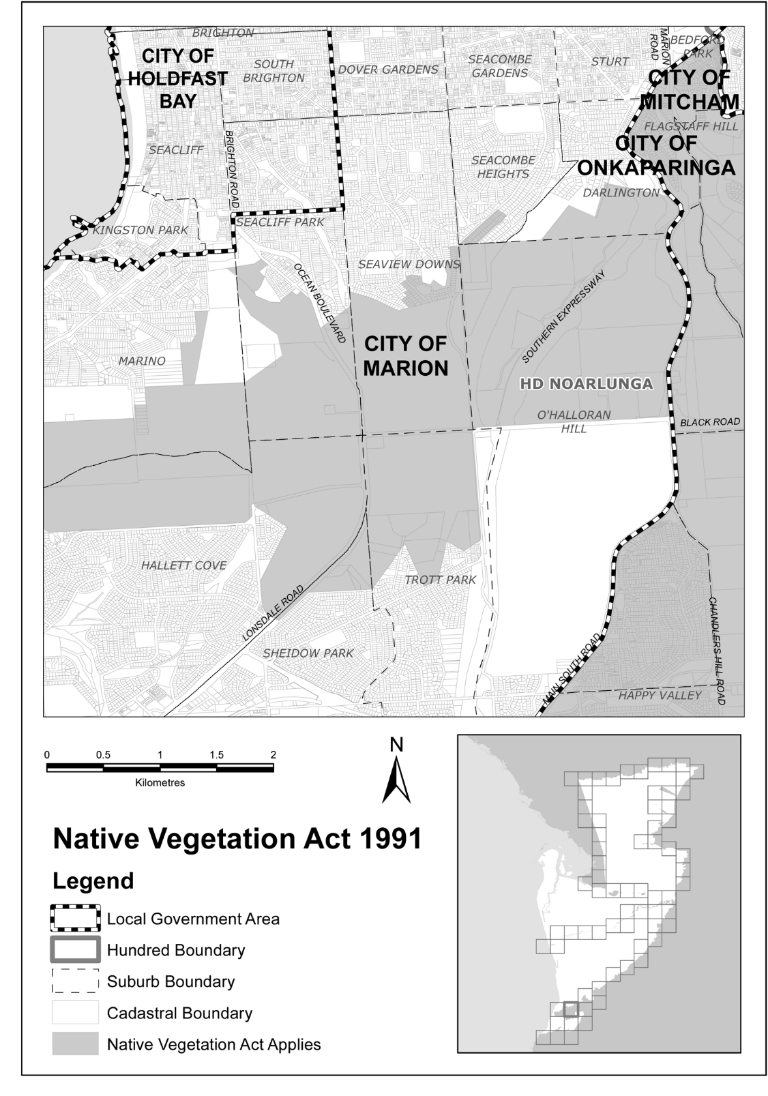 BRIGHTON
CITY OF
HOLDFAST
BAY
SOUTH
BRIGHTON
DOVER GARDENS
SEACOMBE
GARDENS
STURT
MARION
ROAD
BEDFORD
PARK
CITY OF
MITCHAM
FLAGSTAFF HILL
CITY OF
ONKAPARINGA
SEACLIFF
BRIGHTON ROAD
SEACOMBE
HEIGHTS
DARLINGTON
KINGSTON PARK
SEACLIFF PARK
SEAVIEW DOWNS
OCEAN BOULEVARD
SOUTHERN EXPRESSWAY
CITY OF
MARION
MARINO
HD NOARLUNGA
O'HALLORAN
HILL
BLACK ROAD
HALLETT COVE
TROTT PARK
LONSDALE ROAD
SHEIDOW PARK
CHANDLERS HILL ROAD
MAIN SOUTH ROAD
HAPPY VALLEY
0 0.5 1 1.5 2
Kilometres
N
Native Vegetation Act 1991
Legend
Local Government Area
Hundred Boundary
Suburb Boundary
Cadastral Boundary
Native Vegetation Act Applies